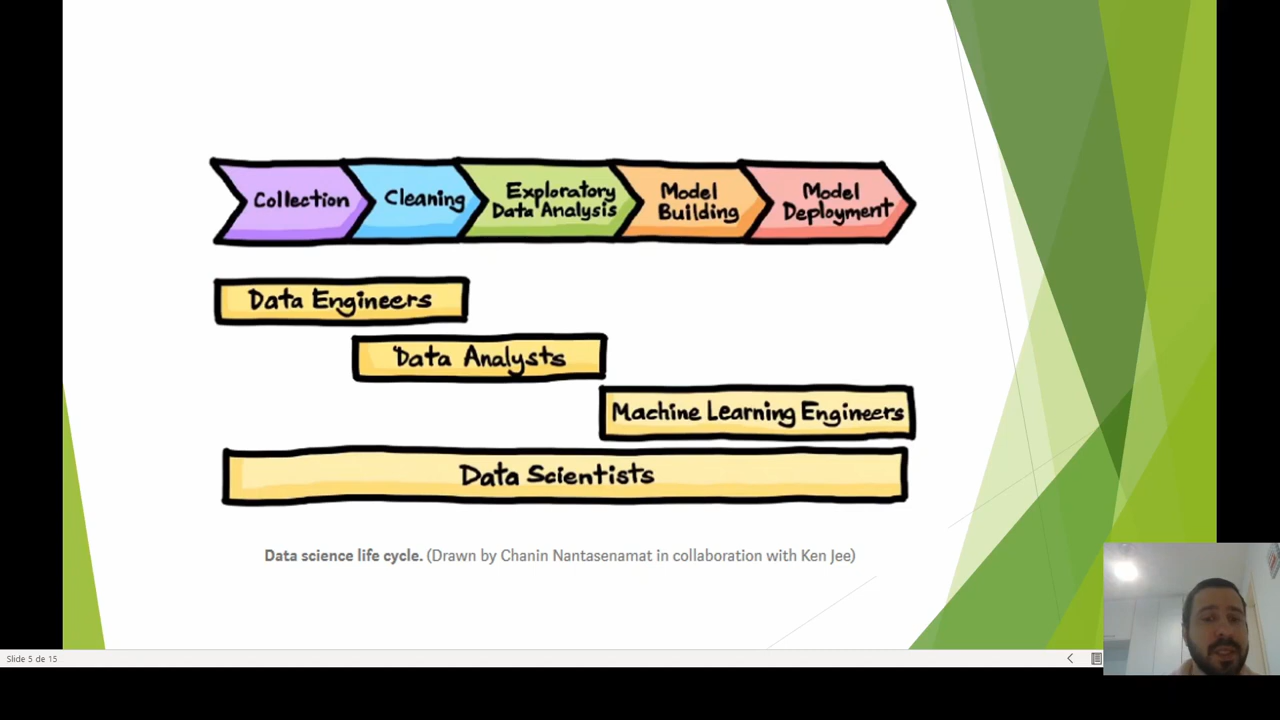 Collection
Cleaning
Exploratory
Data Analysis
Model
Building
Model
Deployment
Data Engineers
Data Analysts
Machine Learning Engineers
Data Scientists
Data science life cycle. (Drawn by Chanin Nantasenamat in collaboration with Ken Jee)
Slide 5 de 15